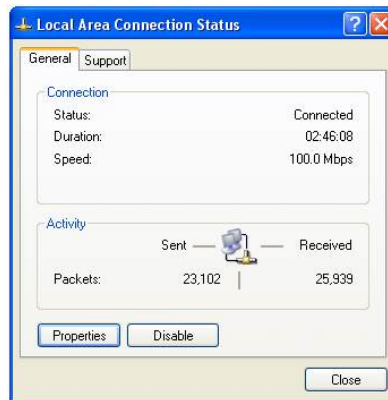 Local Area Connection Status
General Support
Connection
Status: Connected
Duration: 02:46:08
Speed: 100.0 Mbps
Activity
Sent Received
Packets: 23,102 25,939
Properties Disable
Close